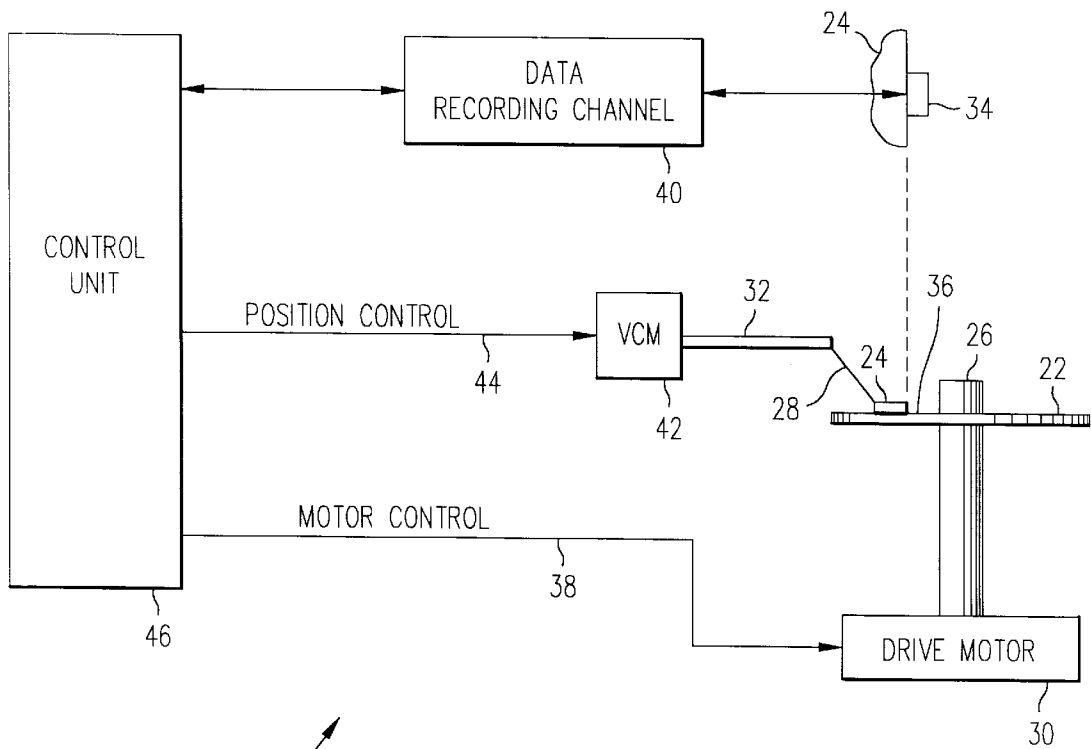 24
DATA
RECORDING CHANNEL
34
40
CONTROL
UNIT
POSITION CONTROL
44
VCM
42
32
28
24
36
26
22
MOTOR CONTROL
38
46
DRIVE MOTOR
30